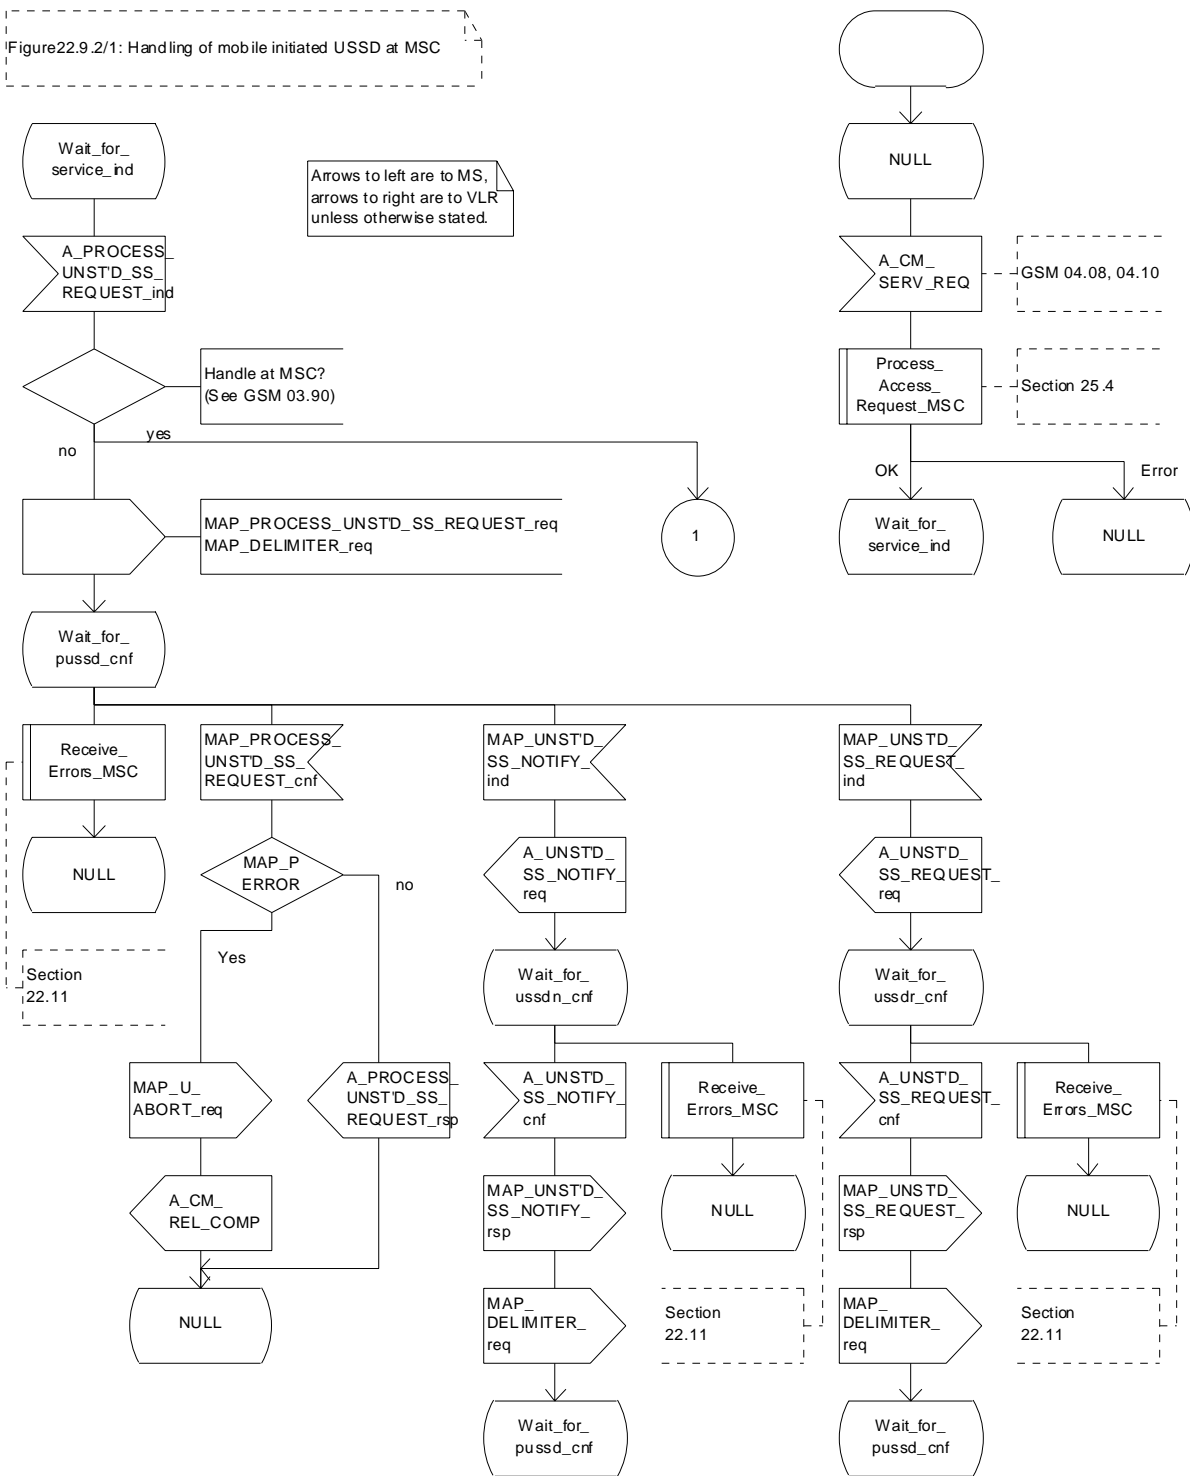 Figure22.9.2/1: Handling of mobile initiated USSD at MSC
Wait_for_
service_ind
Arrows to left are to MS,
arrows to right are to VLR
unless otherwise stated.
NULL
A_PROCESS_
UNST'D_SS_
REQUEST_ind
A_CM_
SERV_REQ
GSM 04.08, 04.10
Handle at MSC?
(See GSM 03.90)
Process_
Access_
Request_MSC
Section 25.4
no
yes
OK
Error
MAP_PROCESS_UNST'D_SS_REQUEST_req
MAP_DELIMITER_req
1
Wait_for_
service_ind
NULL
Wait_for_
pussd_cnf
Receive_
Errors_MSC
MAP_PROCESS_
UNST'D_SS_
REQUEST_cnf
MAP_UNST'D_
SS_NOTIFY_
ind
MAP_UNST'D_
SS_REQUEST_
ind
NULL
MAP_P
ERROR
no
A_UNST'D_
SS_NOTIFY_
req
A_UNST'D_
SS_REQUEST_
req
Yes
Section
22.11
Wait_for_
ussdn_cnf
Wait_for_
ussdr_cnf
MAP_U_
ABORT_req
A_PROCESS_
UNST'D_SS_
REQUEST_rsp
A_UNST'D_
SS_NOTIFY_
cnf
Receive_
Errors_MSC
A_UNST'D_
SS_REQUEST_
cnf
Receive_
Errors_MSC
A_CM_
REL_COMP
MAP_UNST'D_
SS_NOTIFY_
rsp
NULL
MAP_UNST'D_
SS_REQUEST_
rsp
NULL
NULL
MAP_
DELIMITER_
req
Section
22.11
MAP_
DELIMITER_
req
Section
22.11
Wait_for_
pussd_cnf
Wait_for_
pussd_cnf